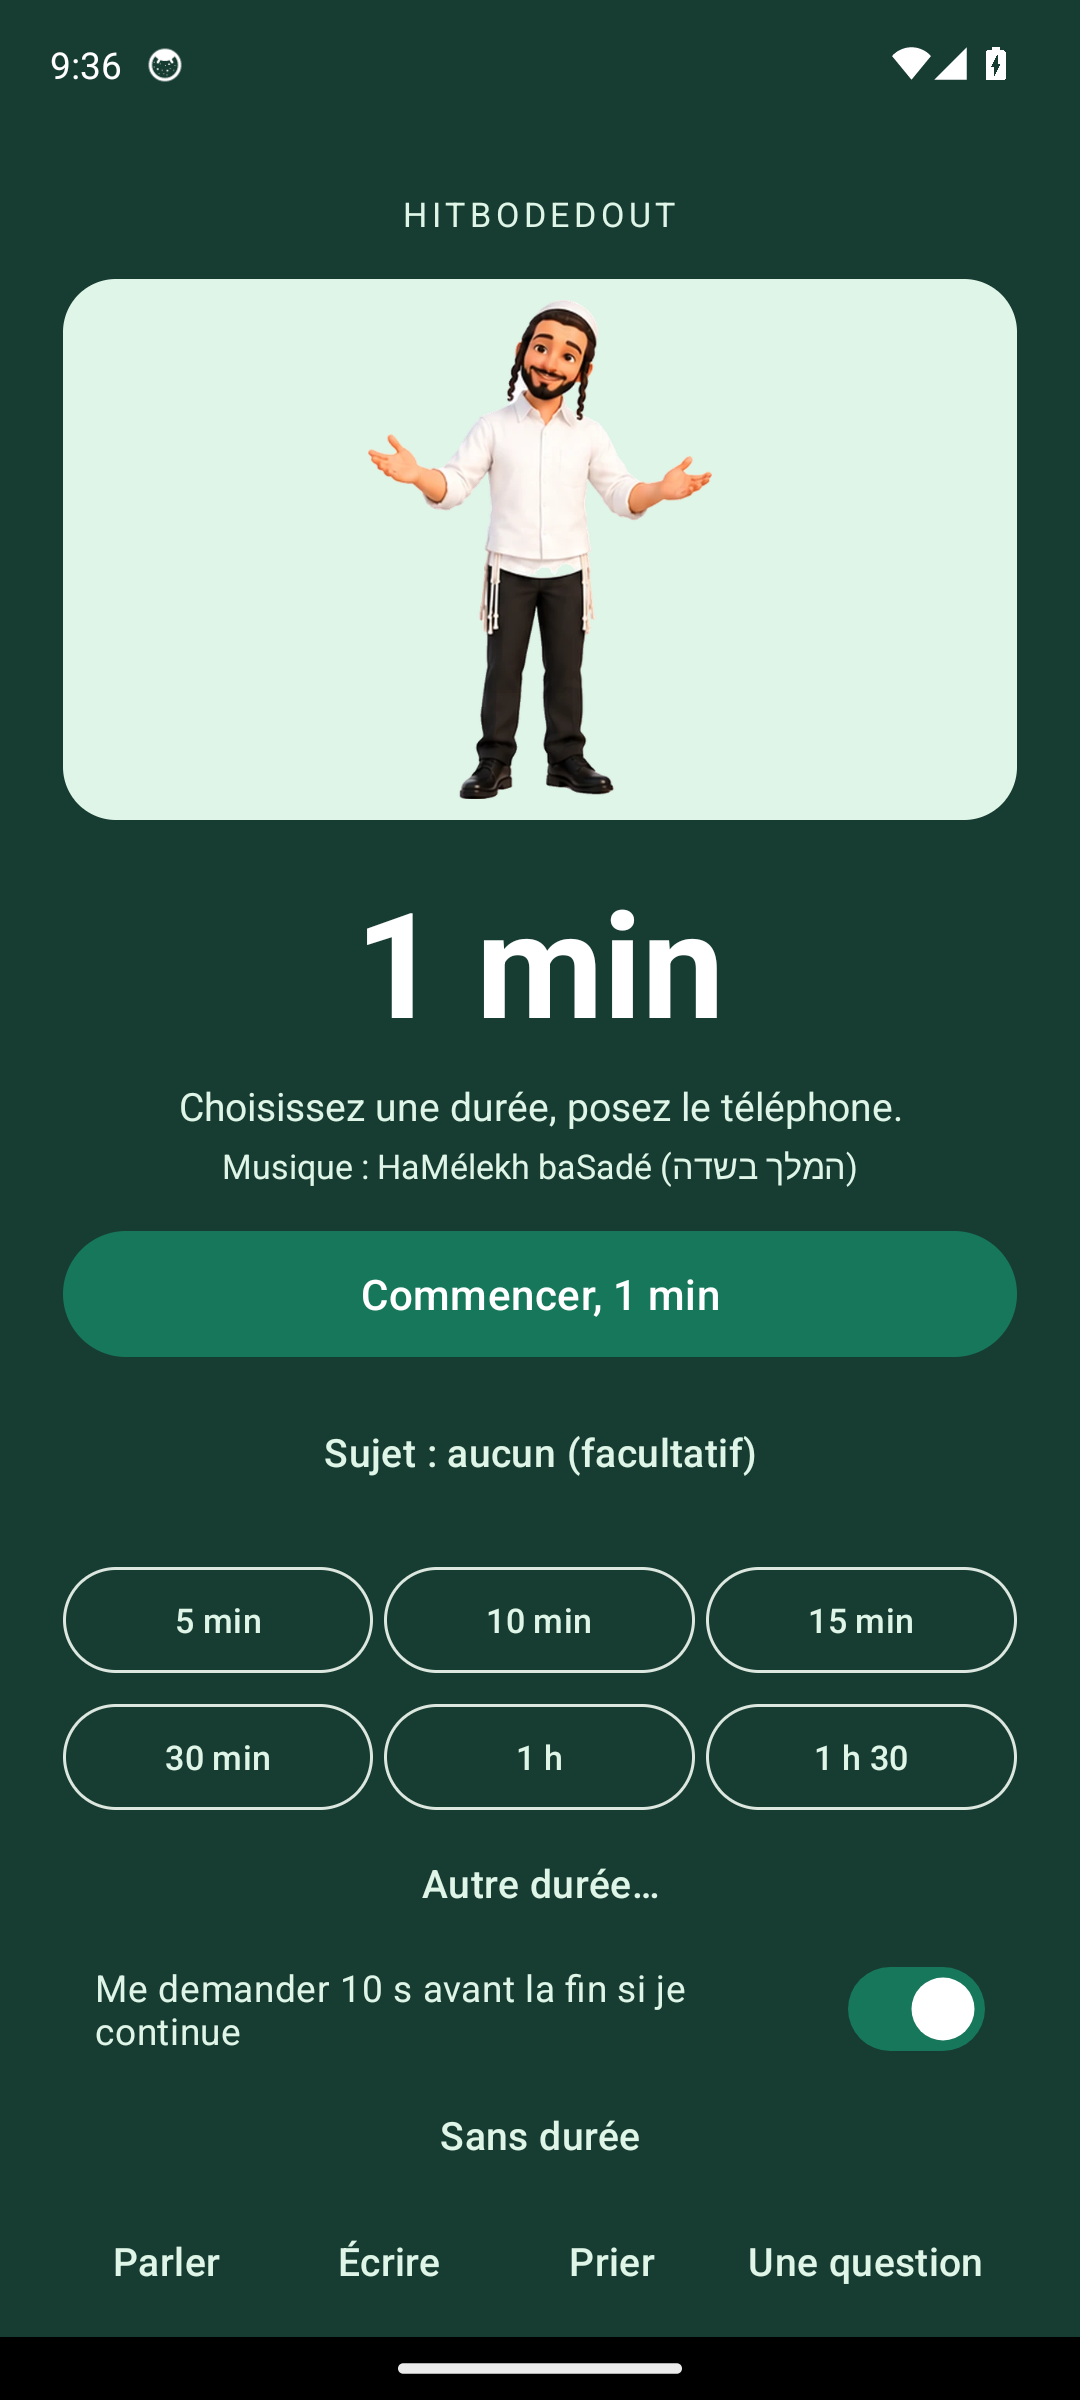 9:36
HITBODEDOUT
1 min
Choisissez une durée, posez le téléphone.
Musique : HaMélekh baSadé (המלך בשדה)
Commencer, 1 min
Sujet : aucun (facultatif)
5 min
10 min
15 min
30 min
1 h
1 h 30
Autre durée...
Me demander 10 s avant la fin si je
continue
Sans durée
Parler
Écrire
Prier
Une question